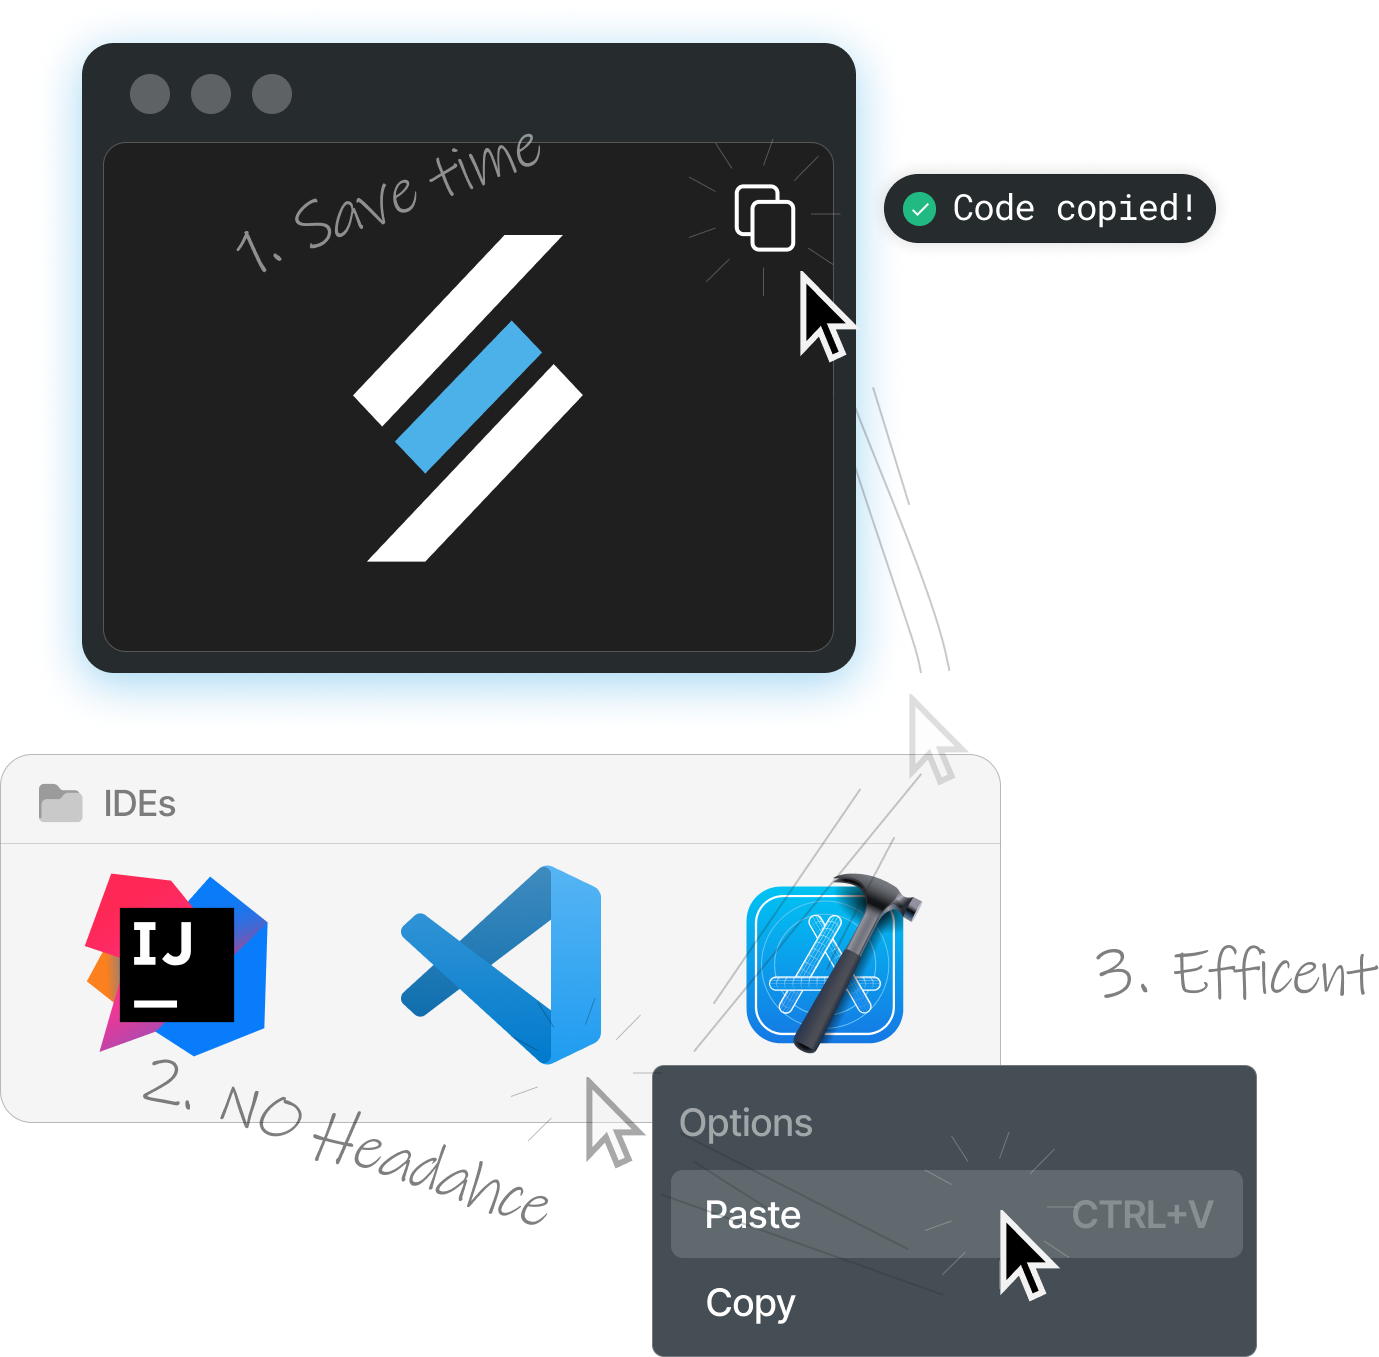 1. Save time
Code copied!
IDEs
IJ
2. NO Headahce
3. Efficent
Options
Paste CTRL+V
Copy